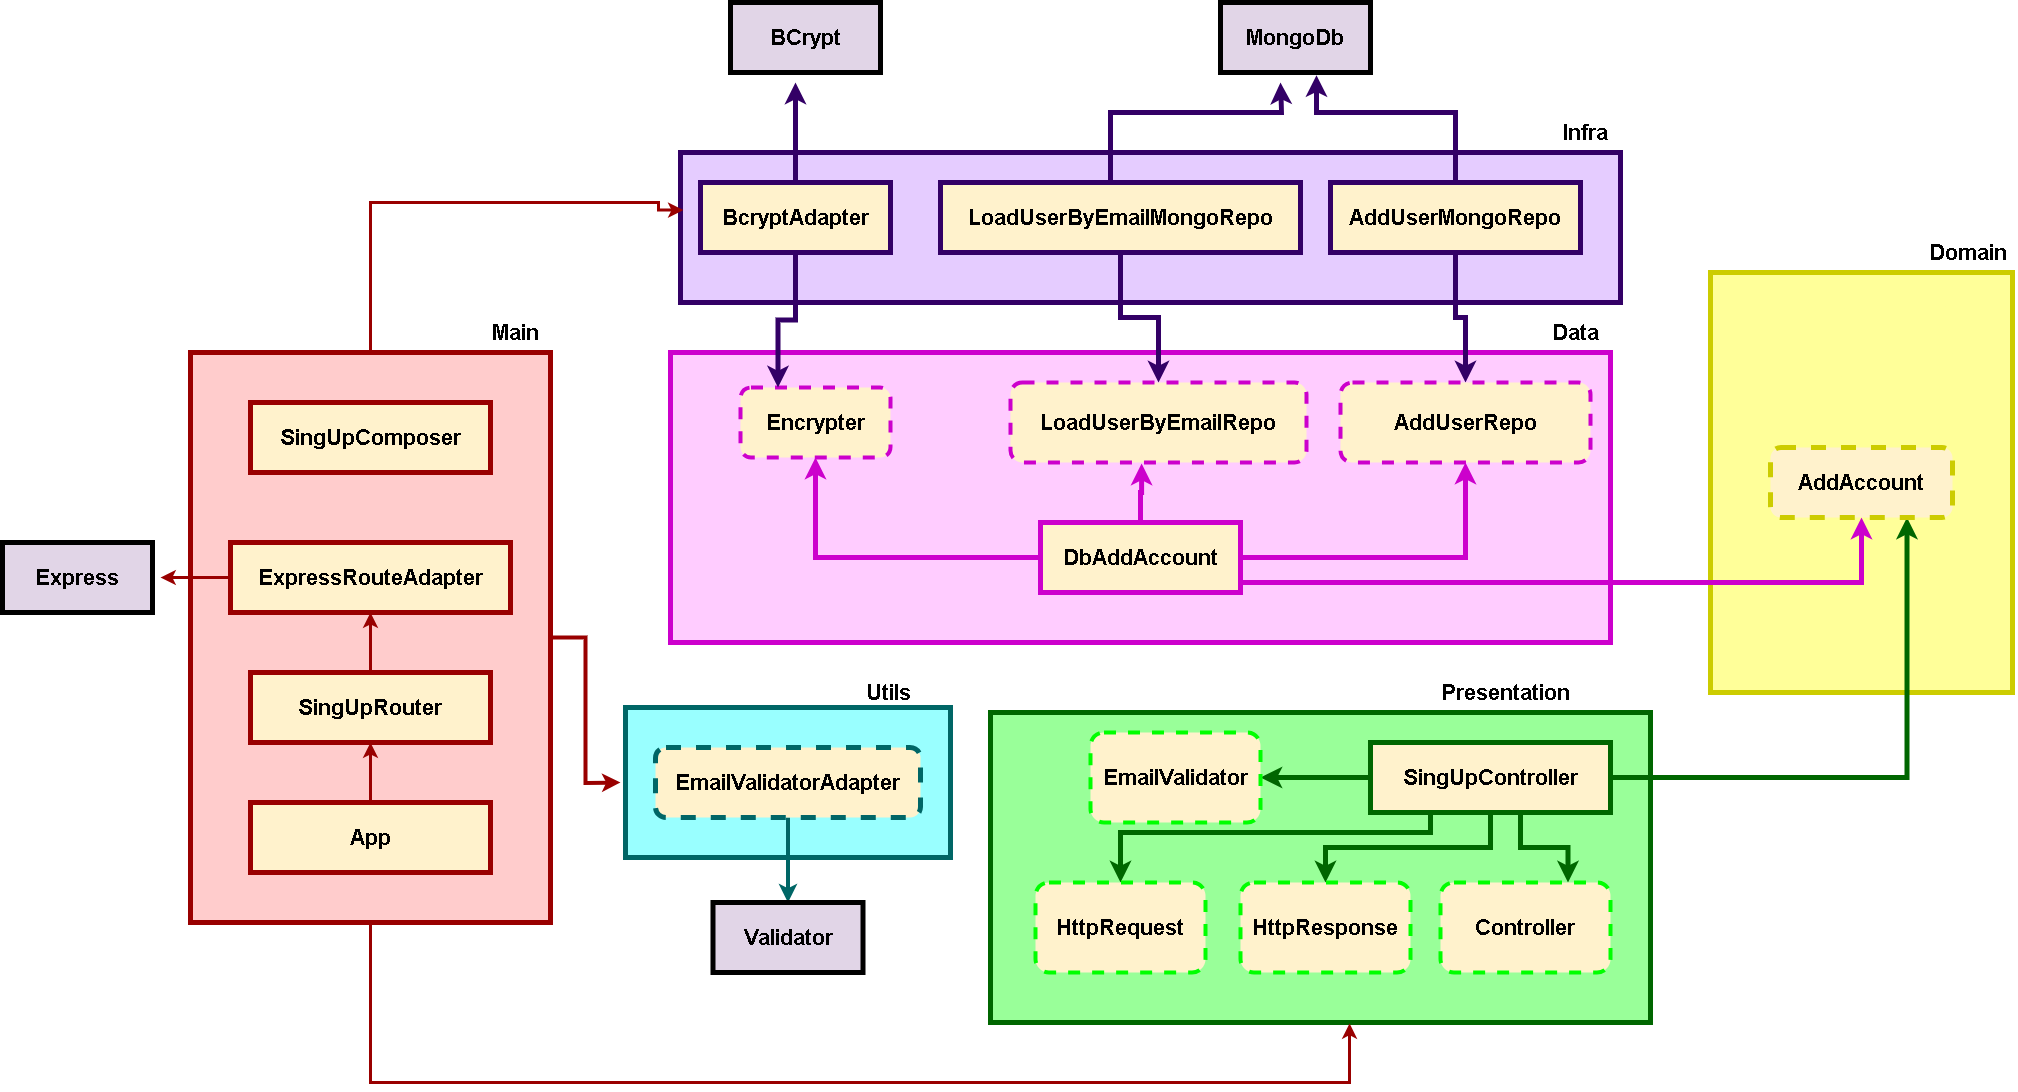 BCrypt
MongoDb
Infra
BcryptAdapter
LoadUserByEmailMongoRepo
AddUserMongoRepo
Domain
Main
Data
Encrypter
LoadUserByEmailRepo
AddUserRepo
SingUpComposer
AddAccount
DbAddAccount
Express
ExpressRouteAdapter
Utils
Presentation
SingUpRouter
EmailValidatorAdapter
EmailValidator
SingUpController
App
HttpRequest
HttpResponse
Controller
Validator